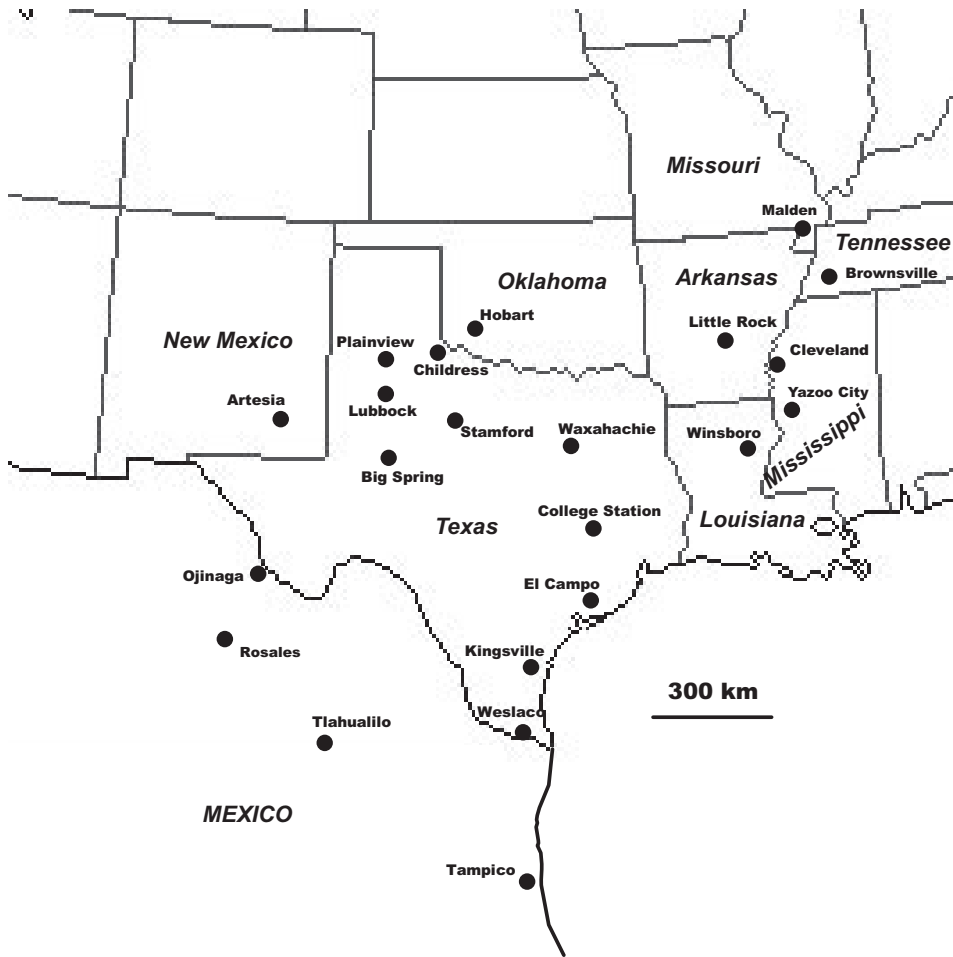 Missouri
Malden
Tennessee
Brownsville
Oklahoma
Arkansas
Hobart
Little Rock
New Mexico
Plainview
Childress
Cleveland
Artesia
Lubbock
Yazoo City
Stamford
Waxahachie
Winsboro
Mississippi
Big Spring
Texas
College Station
Louisiana
Ojinaga
El Campo
Rosales
Kingsville
300 km
Weslaco
Tlahualilo
MEXICO
Tampico